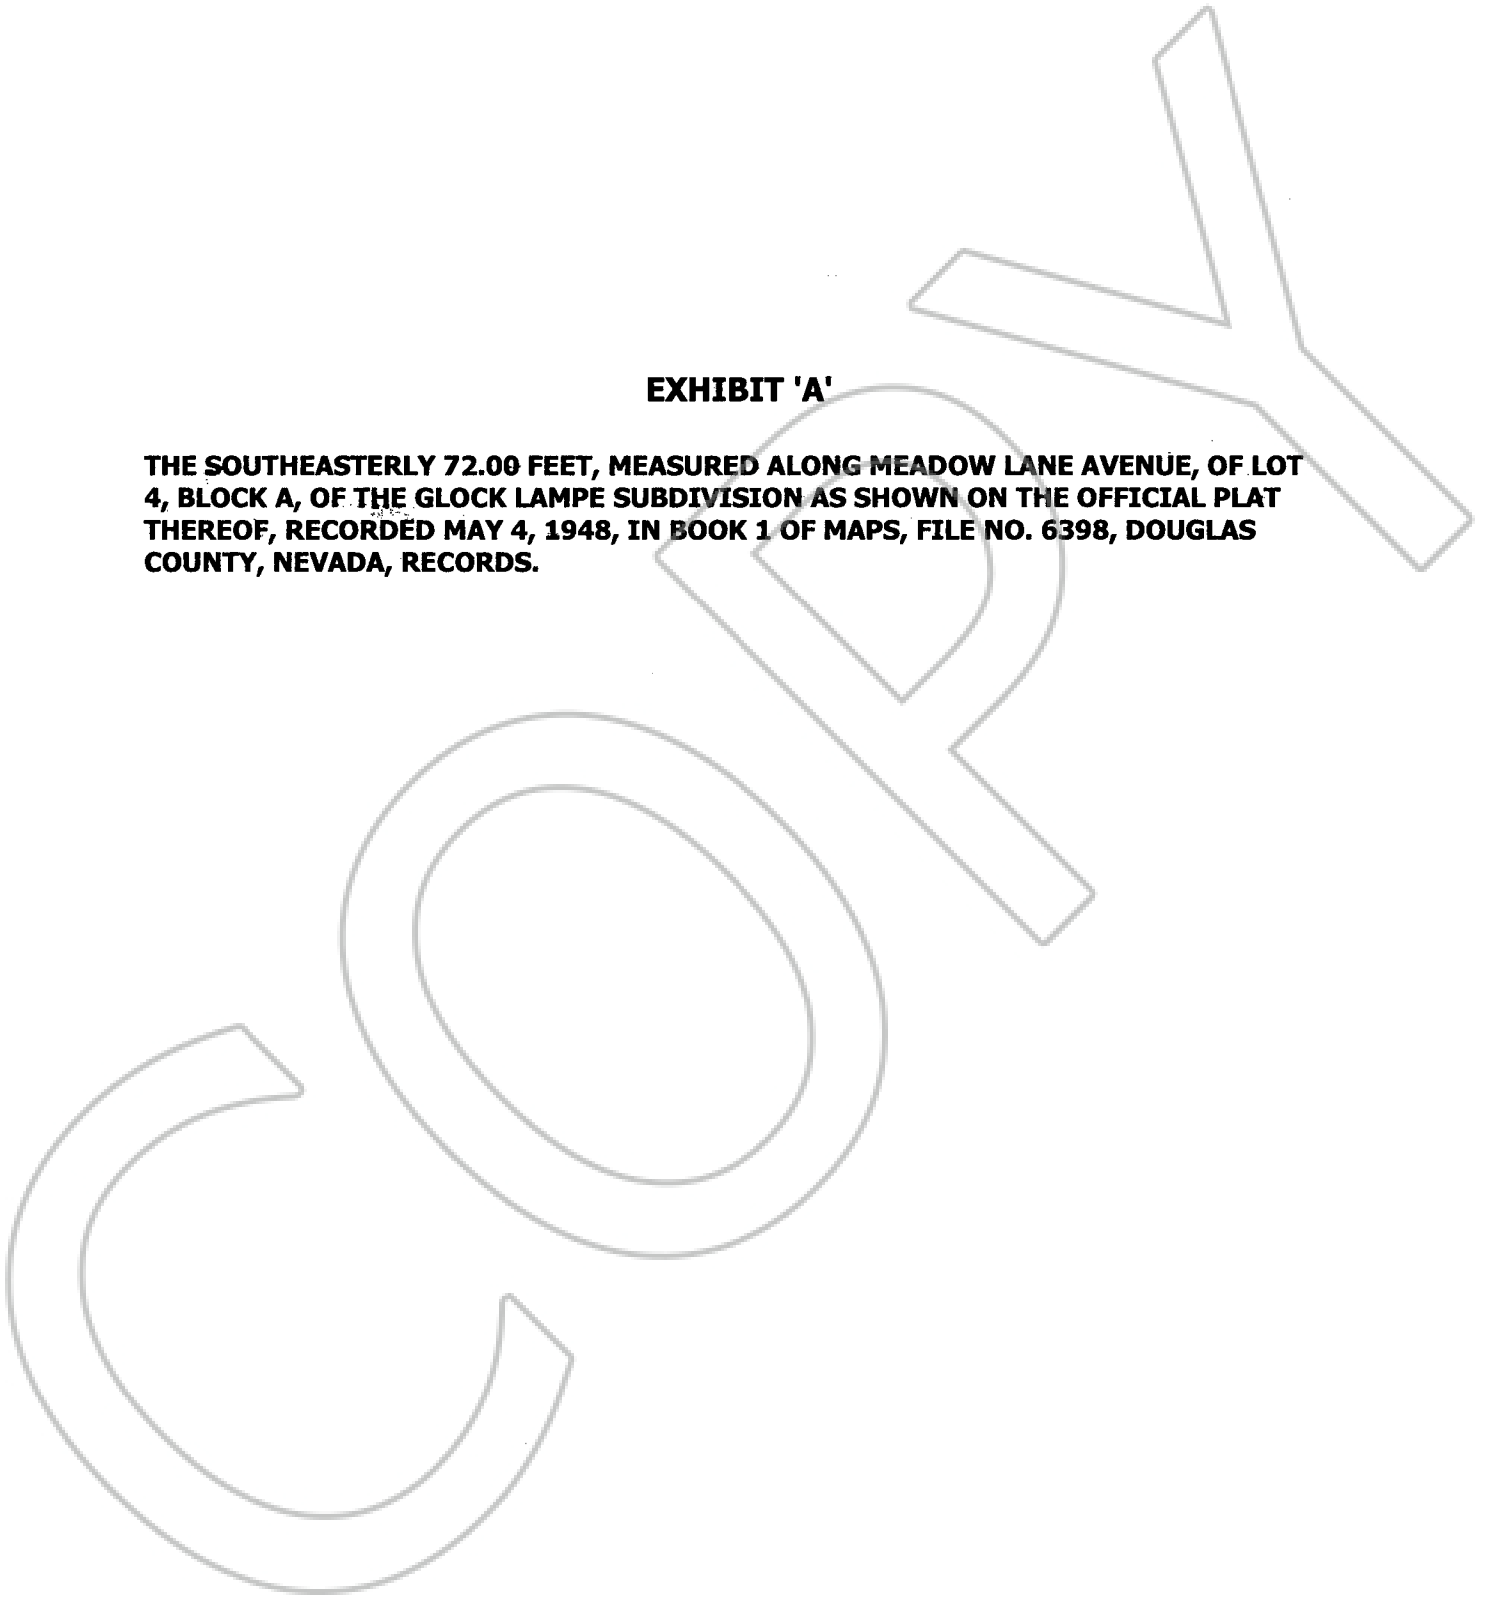 EXHIBIT 'A'
THE SOUTHEASTERLY 72.00 FEET, MEASURED ALONG MEADOW LANE AVENUE, OF LOT
4, BLOCK A, OF THE GLOCK LAMPE SUBDIVISION AS SHOWN ON THE OFFICIAL PLAT
THEREOF, RECORDED MAY 4, 1948, IN BOOK 1 OF MAPS, FILE NO. 6398, DOUGLAS
COUNTY, NEVADA, RECORDS.
COPY